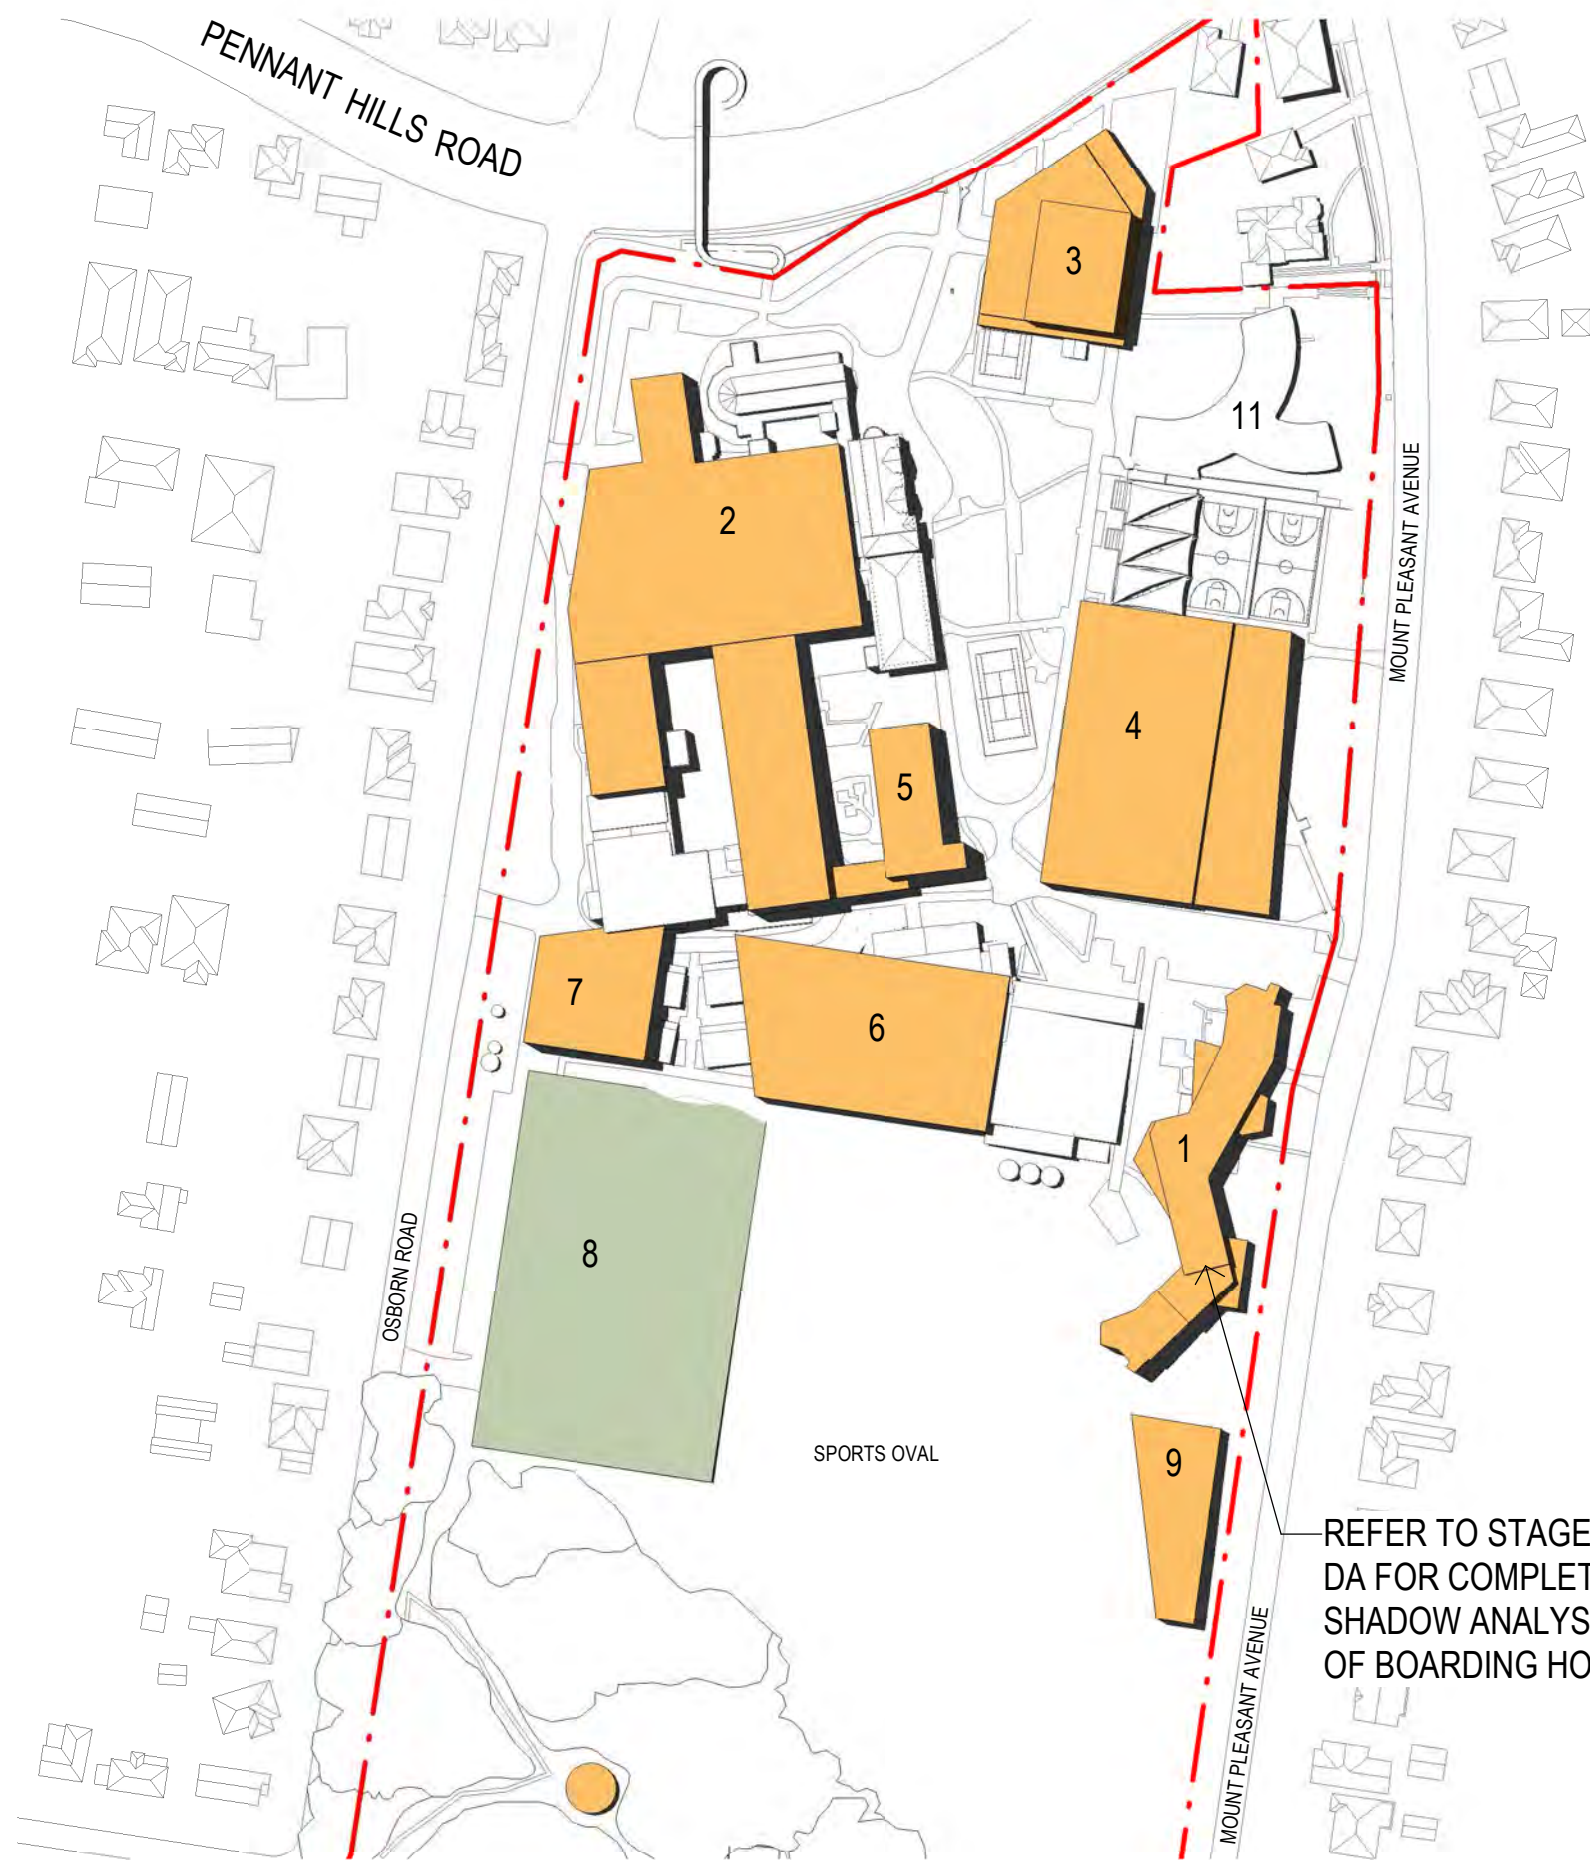 PENNANT HILLS ROAD
3
11
2
MOUNT PLEASANT AVENUE
4
5
7
6
1
8
OSBORN ROAD
SPORTS OVAL
9
REFER TO STAGE
DA FOR COMPLET
SHADOW ANALYS
OF BOARDING HO
MOUNT PLEASANT AVENUE